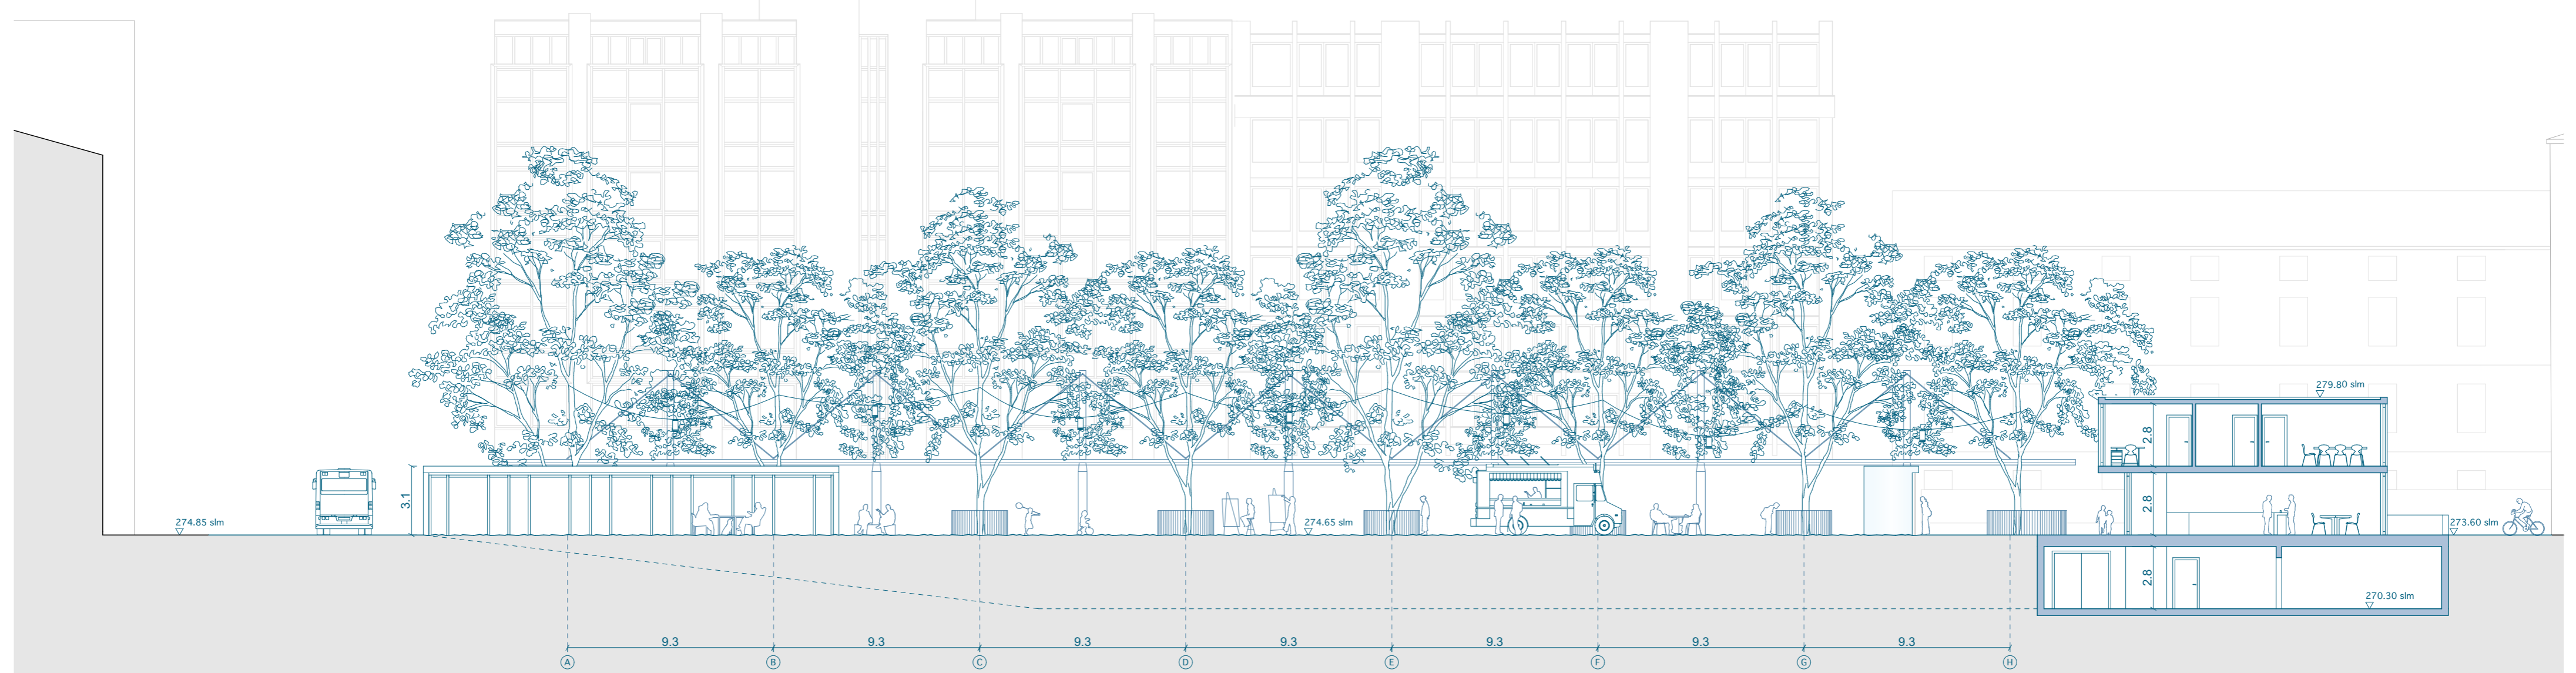 279.80 slm
2.8
3.1
2.8
274.85 slm
274.65 slm
273.60 slm
2.8
270.30 slm
9.3 9.3 9.3 9.3 9.3 9.3 9.3
A B C D E F G H